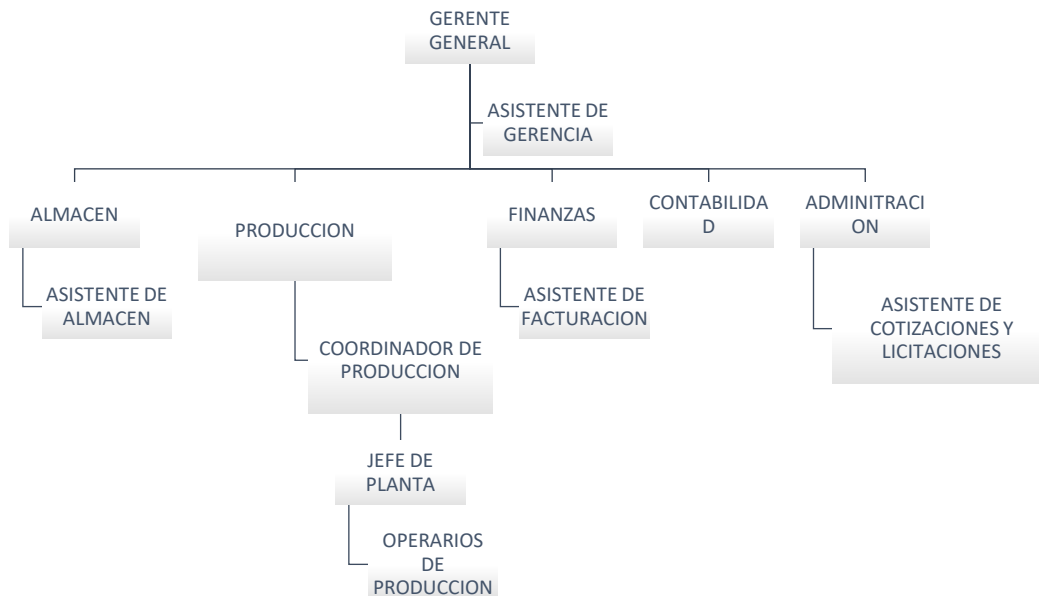 GERENTE
GENERAL
ASISTENTE DE
GERENCIA
ALMACEN
ASISTENTE DE
ALMACEN
PRODUCCION
COORDINADOR DE
PRODUCCION
JEFE DE
PLANTA
OPERARIOS
DE
PRODUCCION
FINANZAS
ASISTENTE DE
FACTURACION
CONTABILIDA
D
ADMINITRACI
ON
ASISTENTE DE
COTIZACIONES Y
LICITACIONES